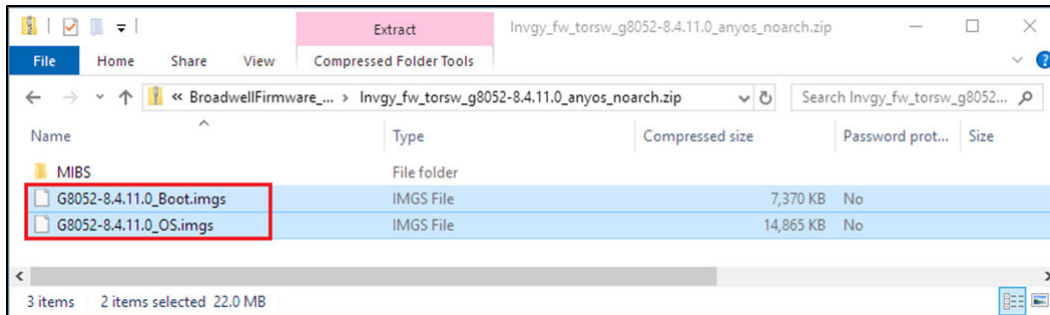 Extract
Invgy_fw_torsw_g8052-8.4.11.0_anyos_noarch.zip
File Home Share View Compressed Folder Tools
« BroadwellFirmware_... › Invgy_fw_torsw_g8052-8.4.11.0_anyos_noarch.zip Search Invgy_fw_torsw_g8052...
Name Type Compressed size Password prot... Size
MIBS File folder
G8052-8.4.11.0_Boot.imgs IMGS File 7,370 KB No
G8052-8.4.11.0_OS.imgs IMGS File 14,865 KB No
3 items 2 items selected 22.0 MB